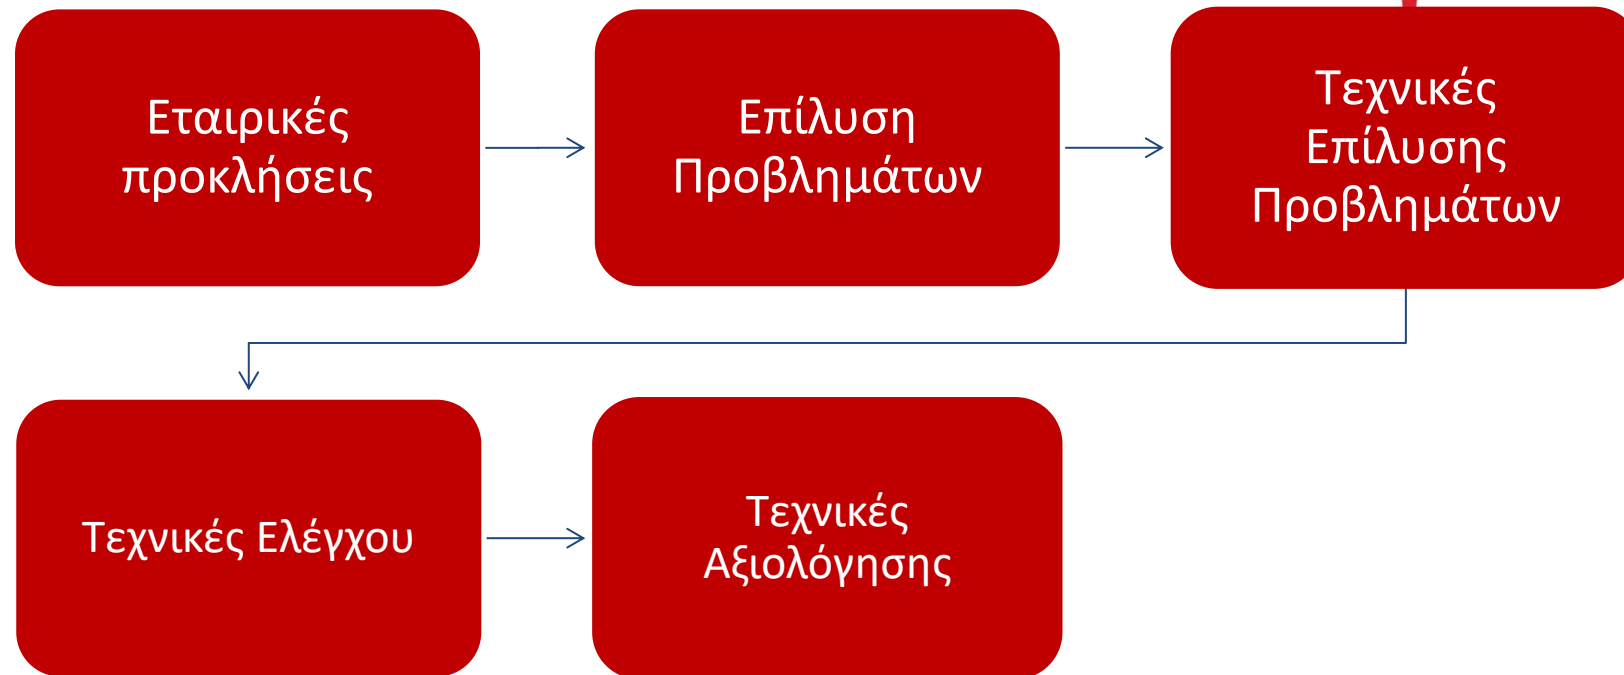 Εταιρικές
προκλήσεις
Επίλυση
Προβλημάτων
Τεχνικές
Επίλυσης
Προβλημάτων
Τεχνικές Ελέγχου
Τεχνικές
Αξιολόγησης